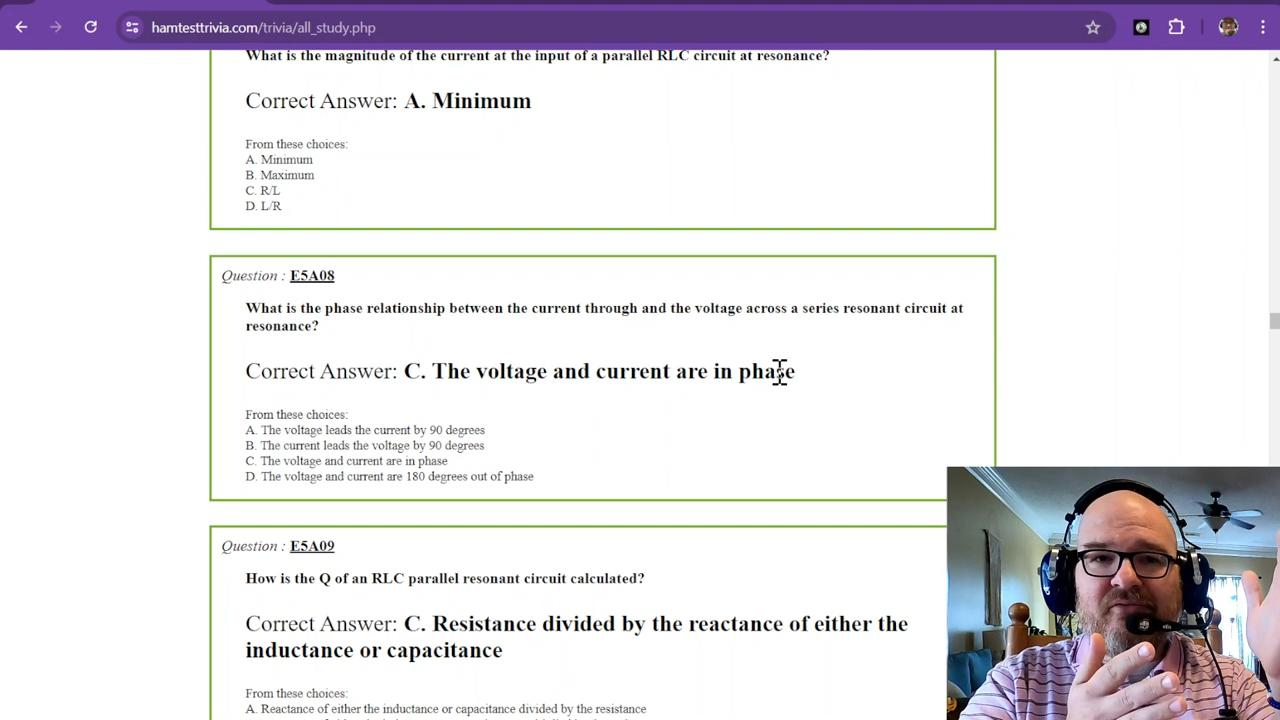 hamtesttrivia.com/trivia/all_study.php
What is the magnitude of the current at the input of a parallel RLC circuit at resonance?
Correct Answer: A. Minimum
From these choices:
A. Minimum
B. Maximum
C. R/L
D. L/R
Question : E5A08
What is the phase relationship between the current through and the voltage across a series resonant circuit at
resonance?
Correct Answer: C. The voltage and current are in phase
From these choices:
A. The voltage leads the current by 90 degrees
B. The current leads the voltage by 90 degrees
C. The voltage and current are in phase
D. The voltage and current are 180 degrees out of phase
Question : E5A09
How is the Q of an RLC parallel resonant circuit calculated?
Correct Answer: C. Resistance divided by the reactance of either the
inductance or capacitance
From these choices:
A. Reactance of either the inductance or capacitance divided by the resistance